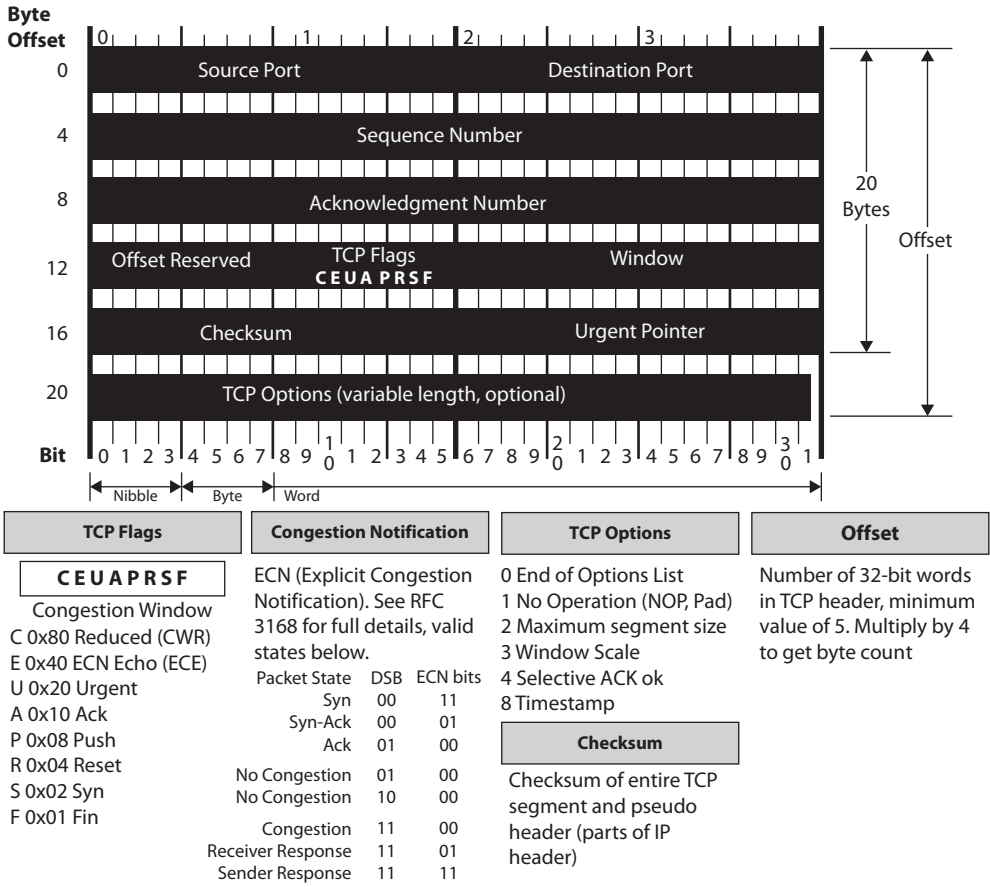 Byte
Offset
0 1 2 3
0 Source Port Destination Port
4 Sequence Number
8 Acknowledgment Number
12 Offset Reserved TCP Flags Window
C E U A P R S F
16 Checksum Urgent Pointer
20 TCP Options (variable length, optional)
20
Bytes
Offset
Bit 0 1 2 3 4 5 6 7 8 9 10 1 2 3 4 5 6 7 8 9 20 1 2 3 4 5 6 7 8 9 30 1
Nibble Byte Word
TCP Flags
C E U A P R S F
Congestion Window
C 0x80 Reduced (CWR)
E 0x40 ECN Echo (ECE)
U 0x20 Urgent
A 0x10 Ack
P 0x08 Push
R 0x04 Reset
S 0x02 Syn
F 0x01 Fin
Congestion Notification
ECN (Explicit Congestion
Notification). See RFC
3168 for full details, valid
states below.
Packet State DSB ECN bits
Syn 00 11
Syn-Ack 00 01
Ack 01 00
No Congestion 01 00
No Congestion 10 00
Congestion 11 00
Receiver Response 11 01
Sender Response 11 11
TCP Options
0 End of Options List
1 No Operation (NOP, Pad)
2 Maximum segment size
3 Window Scale
4 Selective ACK ok
8 Timestamp
Checksum
Checksum of entire TCP
segment and pseudo
header (parts of IP
header)
Offset
Number of 32-bit words
in TCP header, minimum
value of 5. Multiply by 4
to get byte count